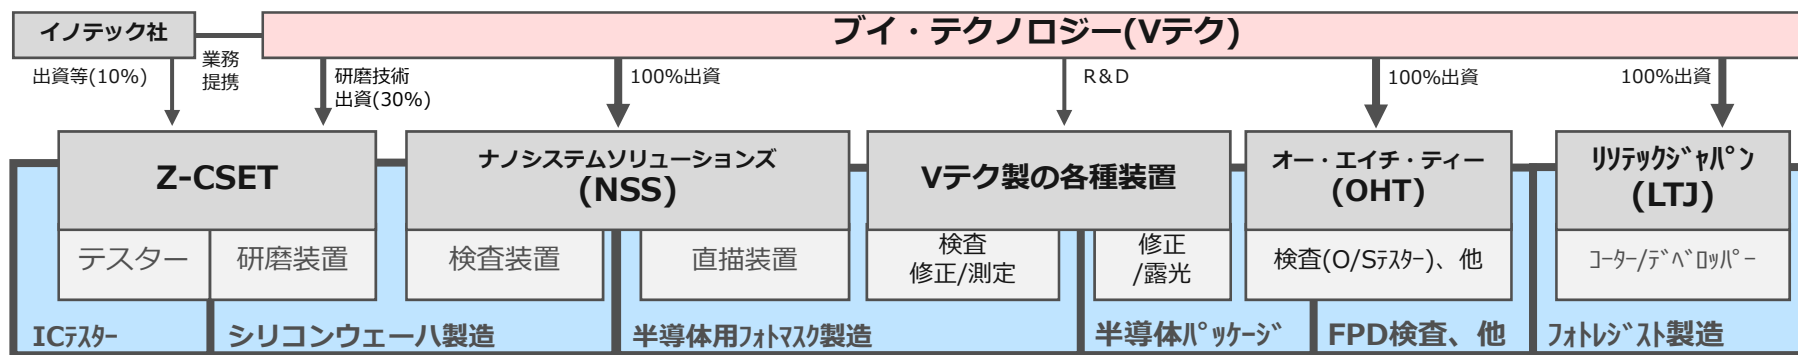 イノテック社
ブイ・テクノロジー(Vテク)
出資等(10%)
業務
提携
研磨技術
出資(30%)
100%出資
R&D
100%出資
100%出資
Z-CSET
ナノシステムソリューションズ
(NSS)
Vテク製の各種装置
オー・エイチ・ティー
(OHT)
ﾘｿﾃｯｸｼﾞｬﾊﾟﾝ
(LTJ)
テスター
研磨装置
検査装置
直描装置
検査
修正/測定
修正
/露光
検査(O/Sﾃｽﾀｰ)、他
ｺｰﾀｰ/ﾃﾞﾍﾞﾛｯﾊﾟｰ
ICﾃｽﾀｰ
シリコンウェーハ製造
半導体用ﾌｫﾄﾏｽｸ製造
半導体ﾊﾟｯｹｰｼﾞ
FPD検査、他
ﾌｫﾄﾚｼﾞｽﾄ製造